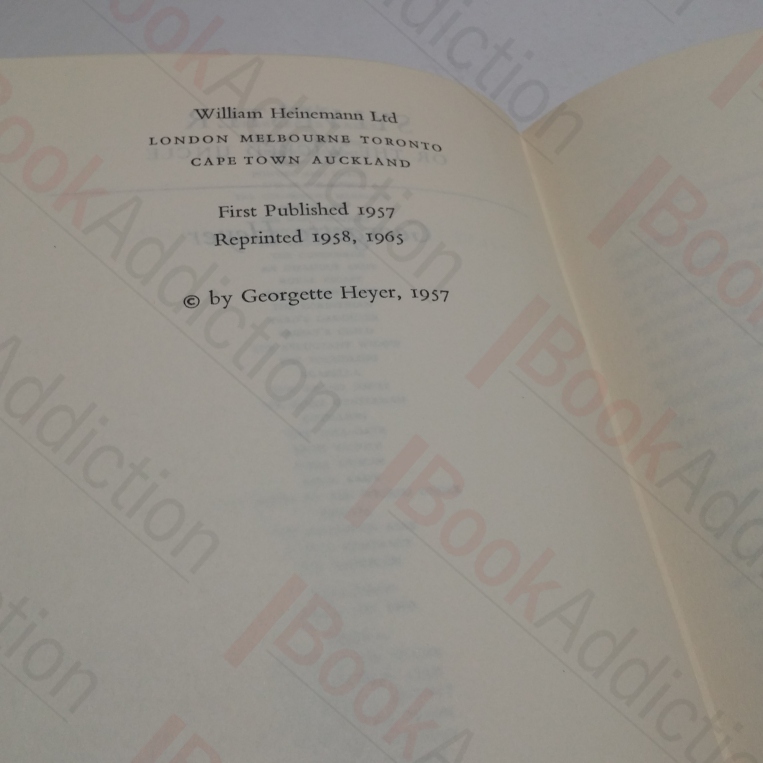 William Heinemann Ltd
LONDON MELBOURNE TORONTO
CAPE TOWN AUCKLAND
First Published 1957
Reprinted 1958, 1965
© by Georgette Heyer, 1957
BookAddiction